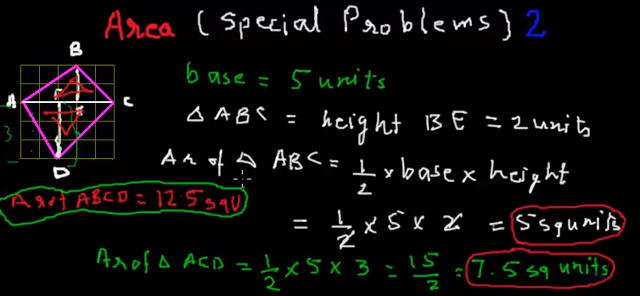 Area (Special Problems) 2
B
A
C
3
D
base = 5 units
△ ABC = height BE = 2 units
Ar of △ ABC = 1/2 × base × height
= 1/2 × 5 × 2 = 5 sq units
Ar of ABCD = 12.5 sq U
Ar of △ ACD = 1/2 × 5 × 3 = 15/2 = 7.5 sq units